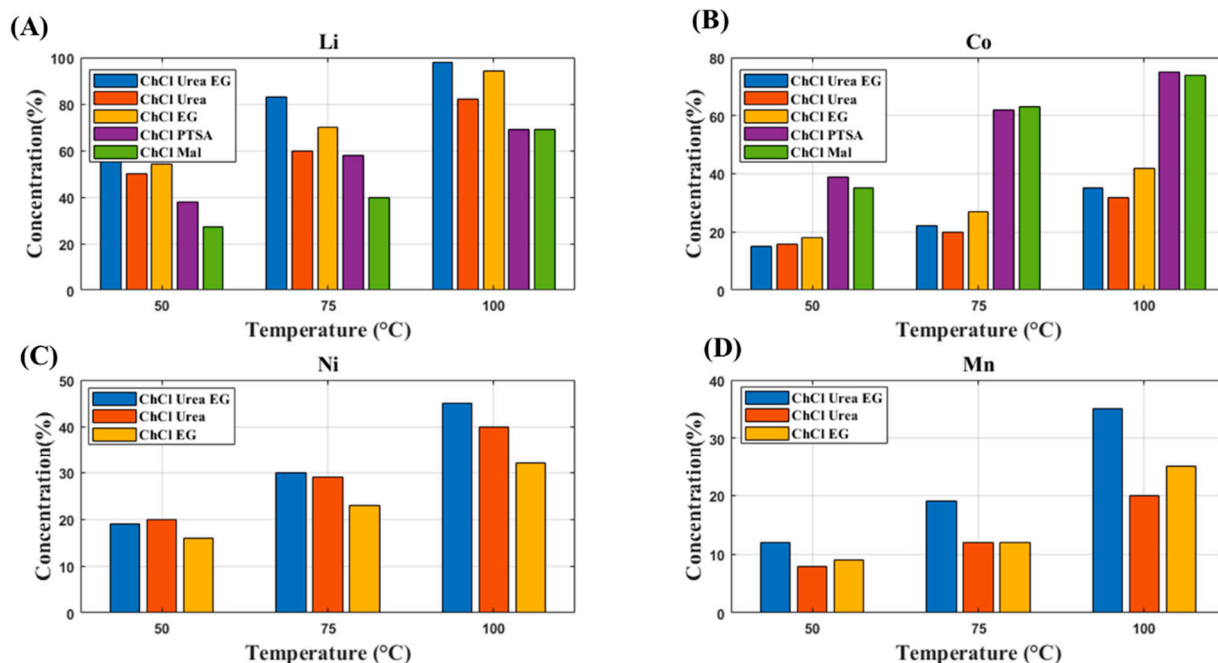 (A)
Li
Concentration(%)
100
80
60
40
20
0
ChCl Urea EG
ChCl Urea
ChCl EG
ChCl PTSA
ChCl Mal
50
75
100
Temperature (°C)
(B)
Co
Concentration(%)
80
60
40
20
0
ChCl Urea EG
ChCl Urea
ChCl EG
ChCl PTSA
ChCl Mal
50
75
100
Temperature (°C)
(C)
Ni
Concentration(%)
50
40
30
20
10
0
ChCl Urea EG
ChCl Urea
ChCl EG
50
75
100
Temperature (°C)
(D)
Mn
Concentration(%)
40
30
20
10
0
ChCl Urea EG
ChCl Urea
ChCl EG
50
75
100
Temperature (°C)